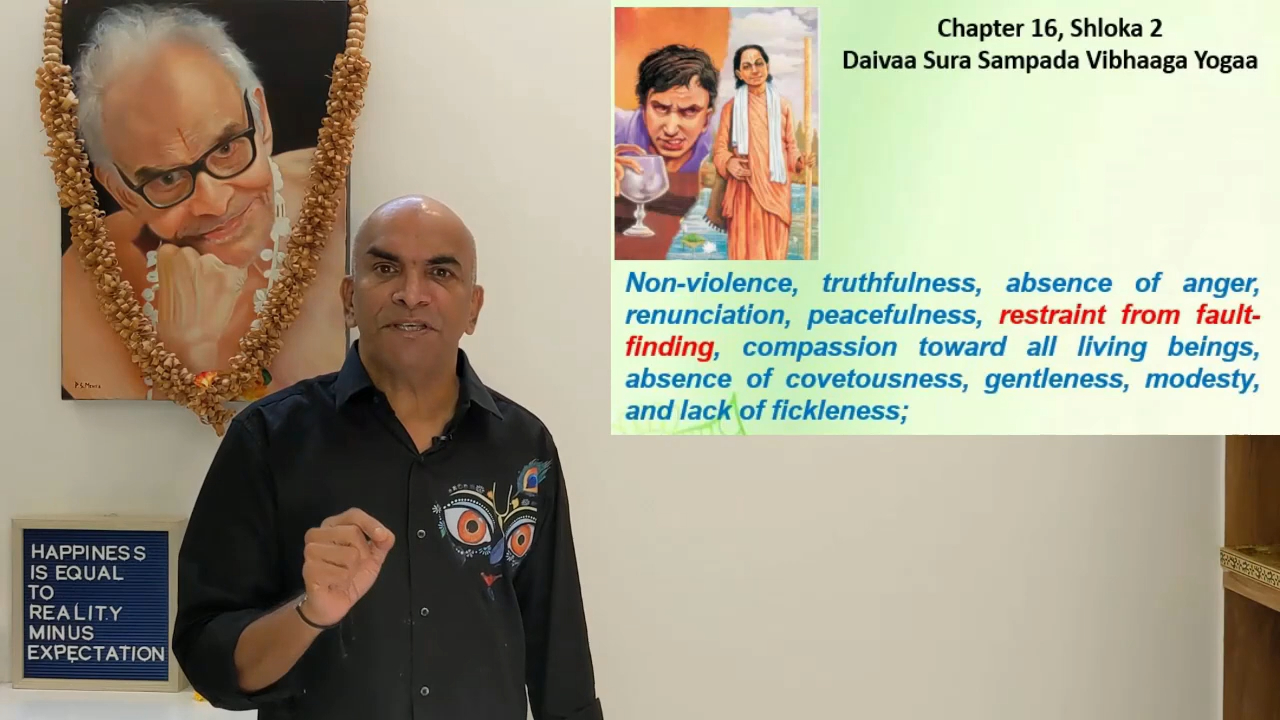 Chapter 16, Shloka 2
Daivaa Sura Sampada Vibhaaga Yogaa
Non-violence, truthfulness, absence of anger,
renunciation, peacefulness, restraint from fault-
finding, compassion toward all living beings,
absence of covetousness, gentleness, modesty,
and lack of fickleness;
HAPPINESS
IS EQUAL
TO
REALITY
MINUS
EXPECTATION